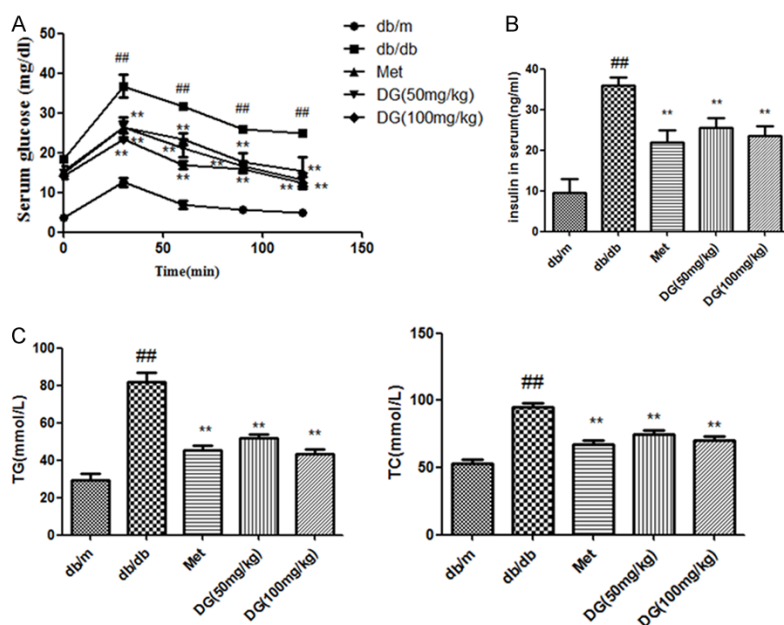 A
Serum glucose (mg/dl)
50
40
30
20
10
0
##
##
##
##
**
**
**
**
**
**
**
**
**
**
**
**
0
50
100
150
Time(min)
db/m
db/db
Met
DG(50mg/kg)
DG(100mg/kg)
B
insulin in serum(ng/ml)
40
30
20
10
0
##
**
**
**
db/m
db/db
Met
DG(50mg/kg)
DG(100mg/kg)
C
TG(mmol/L)
100
80
60
40
20
0
##
**
**
**
db/m
db/db
Met
DG(50mg/kg)
DG(100mg/kg)
TC(mmol/L)
150
100
50
0
##
**
**
**
db/m
db/db
Met
DG(50mg/kg)
DG(100mg/kg)